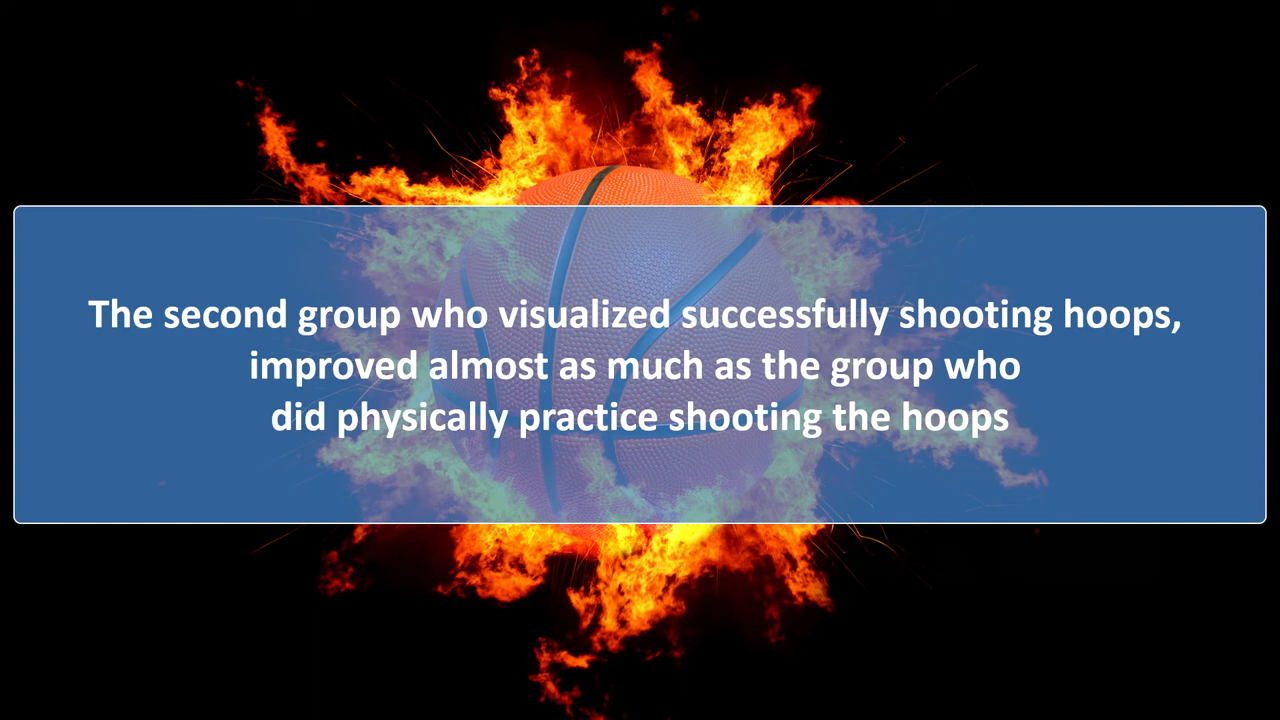 The second group who visualized successfully shooting hoops,
improved almost as much as the group who
did physically practice shooting the hoops